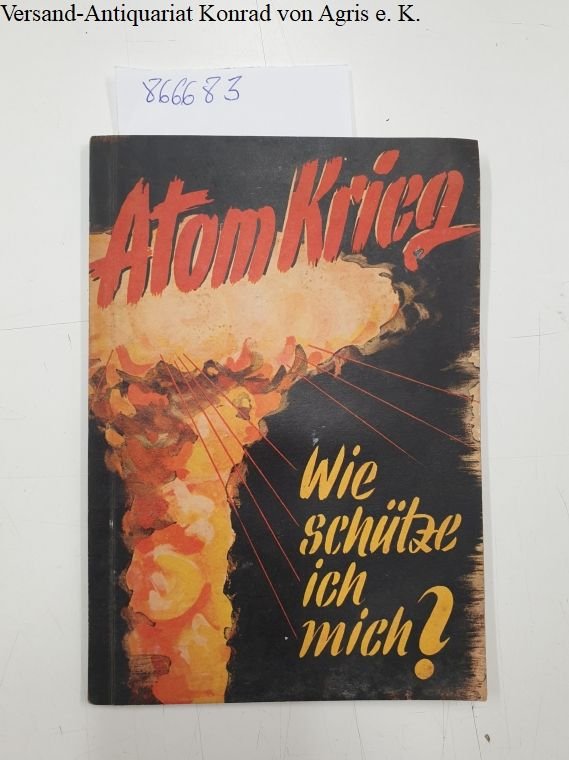 Versand-Antiquariat Konrad von Agris e. K.
866683
Atom Krieg
Wie
schütze
ich
mich?